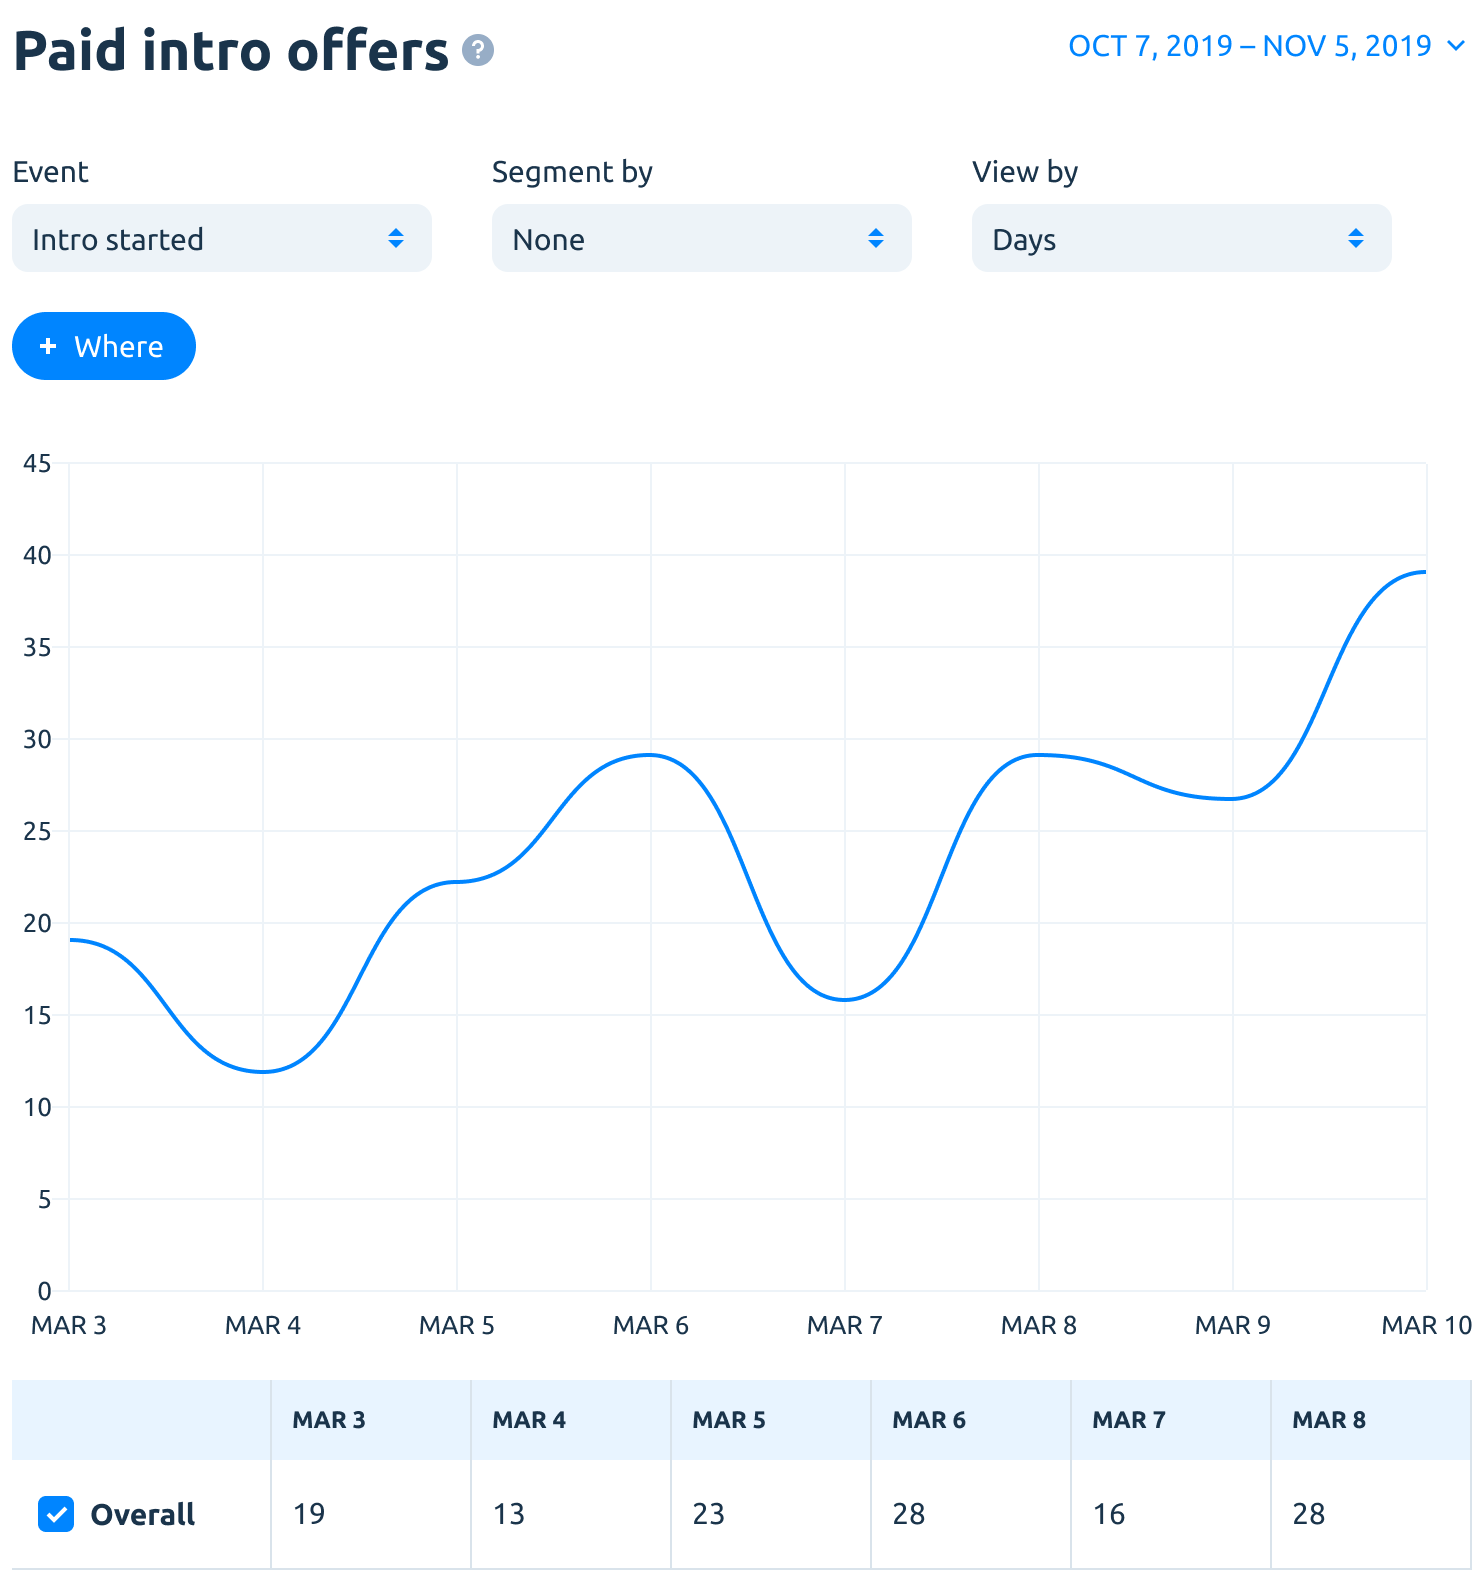 Paid intro offers ?
OCT 7, 2019 – NOV 5, 2019
Event Segment by View by
Intro started None Days
+ Where
45
40
35
30
25
20
15
10
5
0
MAR 3 MAR 4 MAR 5 MAR 6 MAR 7 MAR 8 MAR 9 MAR 10
MAR 3 MAR 4 MAR 5 MAR 6 MAR 7 MAR 8
Overall 19 13 23 28 16 28